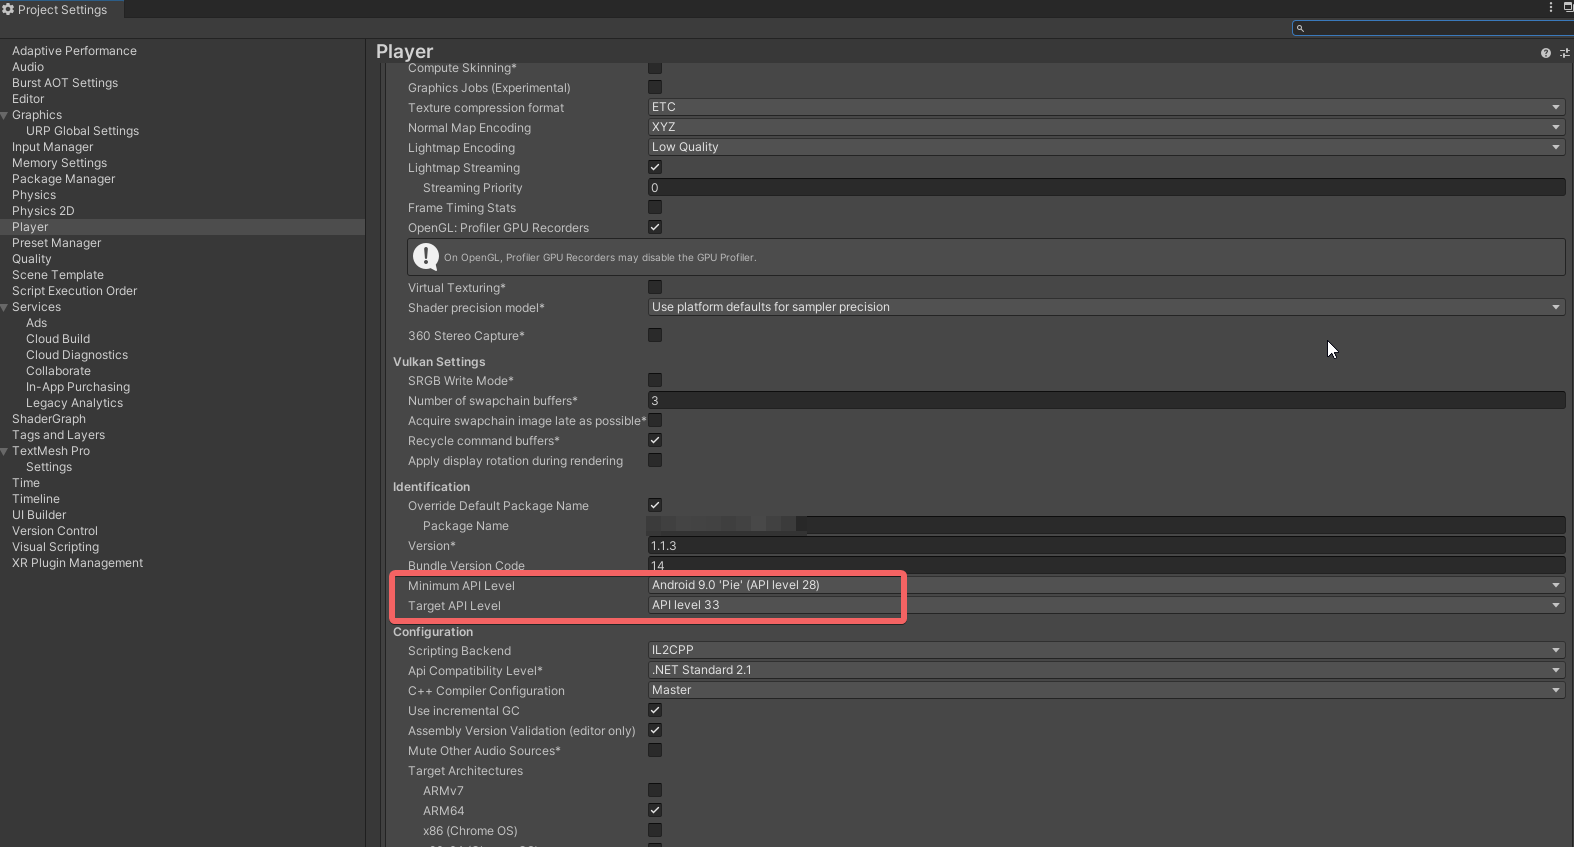 Project Settings
Adaptive Performance
Audio
Burst AOT Settings
Editor
Graphics
URP Global Settings
Input Manager
Memory Settings
Package Manager
Physics
Physics 2D
Player
Preset Manager
Quality
Scene Template
Script Execution Order
Services
Ads
Cloud Build
Cloud Diagnostics
Collaborate
In-App Purchasing
Legacy Analytics
ShaderGraph
Tags and Layers
TextMesh Pro
Settings
Time
Timeline
UI Builder
Version Control
Visual Scripting
XR Plugin Management
Player
Compute Skinning*
Graphics Jobs (Experimental)
Texture compression format ETC
Normal Map Encoding XYZ
Lightmap Encoding Low Quality
Lightmap Streaming
Streaming Priority 0
Frame Timing Stats
OpenGL: Profiler GPU Recorders
On OpenGL, Profiler GPU Recorders may disable the GPU Profiler.
Virtual Texturing*
Shader precision model* Use platform defaults for sampler precision
360 Stereo Capture*
Vulkan Settings
SRGB Write Mode*
Number of swapchain buffers* 3
Acquire swapchain image late as possible*
Recycle command buffers*
Apply display rotation during rendering
Identification
Override Default Package Name
Package Name
Version* 1.1.3
Bundle Version Code 14
Minimum API Level Android 9.0 'Pie' (API level 28)
Target API Level API level 33
Configuration
Scripting Backend IL2CPP
Api Compatibility Level* .NET Standard 2.1
C++ Compiler Configuration Master
Use incremental GC
Assembly Version Validation (editor only)
Mute Other Audio Sources*
Target Architectures
ARMv7
ARM64
x86 (Chrome OS)